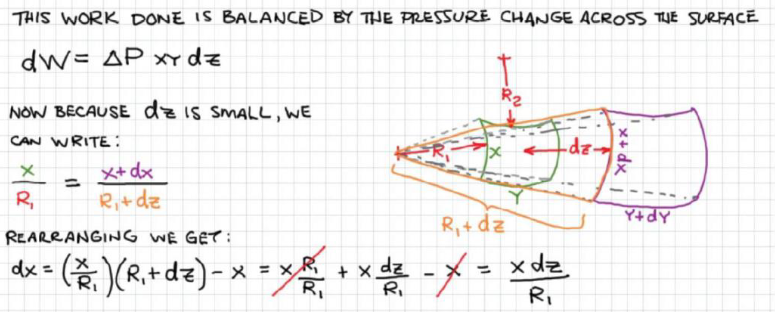 THIS WORK DONE IS BALANCED BY THE PRESSURE CHANGE ACROSS THE SURFACE
dW = ΔP xy dz
NOW BECAUSE dz IS SMALL, WE
CAN WRITE:
x/R₁ = x+dx/R₁+dz
REARRANGING WE GET:
dx = (x/R₁)(R₁+dz) - x = x R₁/R₁ + x dz/R₁ - x = x dz/R₁
R₂
R₁
x
dz
x+dx
Y
R₁+dz
Y+dY